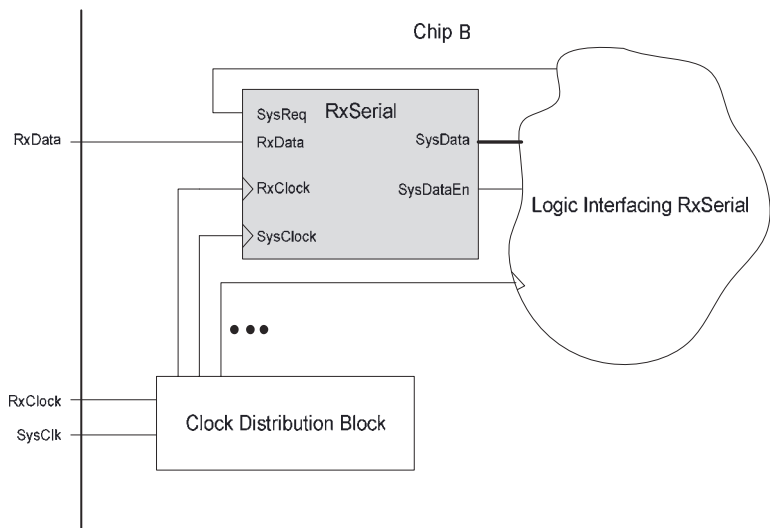 Chip B
SysReq
RxSerial
RxData
RxData
SysData
RxClock
SysDataEn
Logic Interfacing RxSerial
SysClock
RxClock
Clock Distribution Block
SysClk